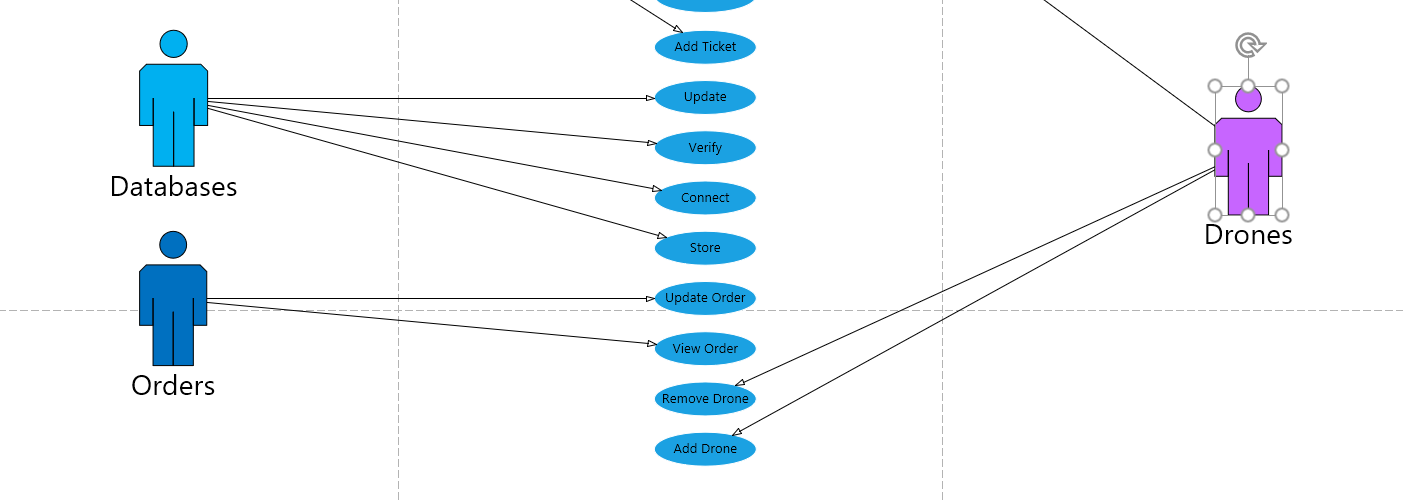 Add Ticket
Update
Verify
Connect
Store
Update Order
View Order
Remove Drone
Add Drone
Databases
Orders
Drones